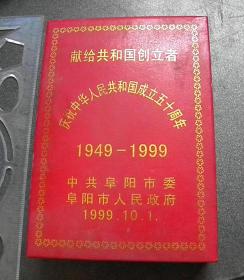 献给共和国创立者
庆祝中华人民共和国成立五十周年
1949-1999
中共阜阳市委
阜阳市人民政府
1999.10.1.